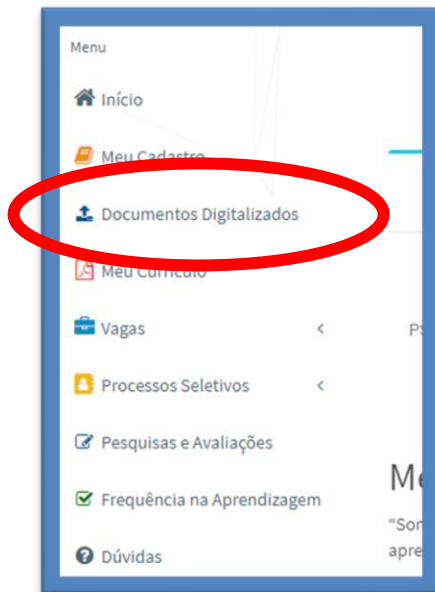 Menu
Início
Meu Cadastro
Documentos Digitalizados
Meu Currículo
Vagas <
PS
Processos Seletivos <
Pesquisas e Avaliações
Me
Frequência na Aprendizagem
"Son
apre
Dúvidas